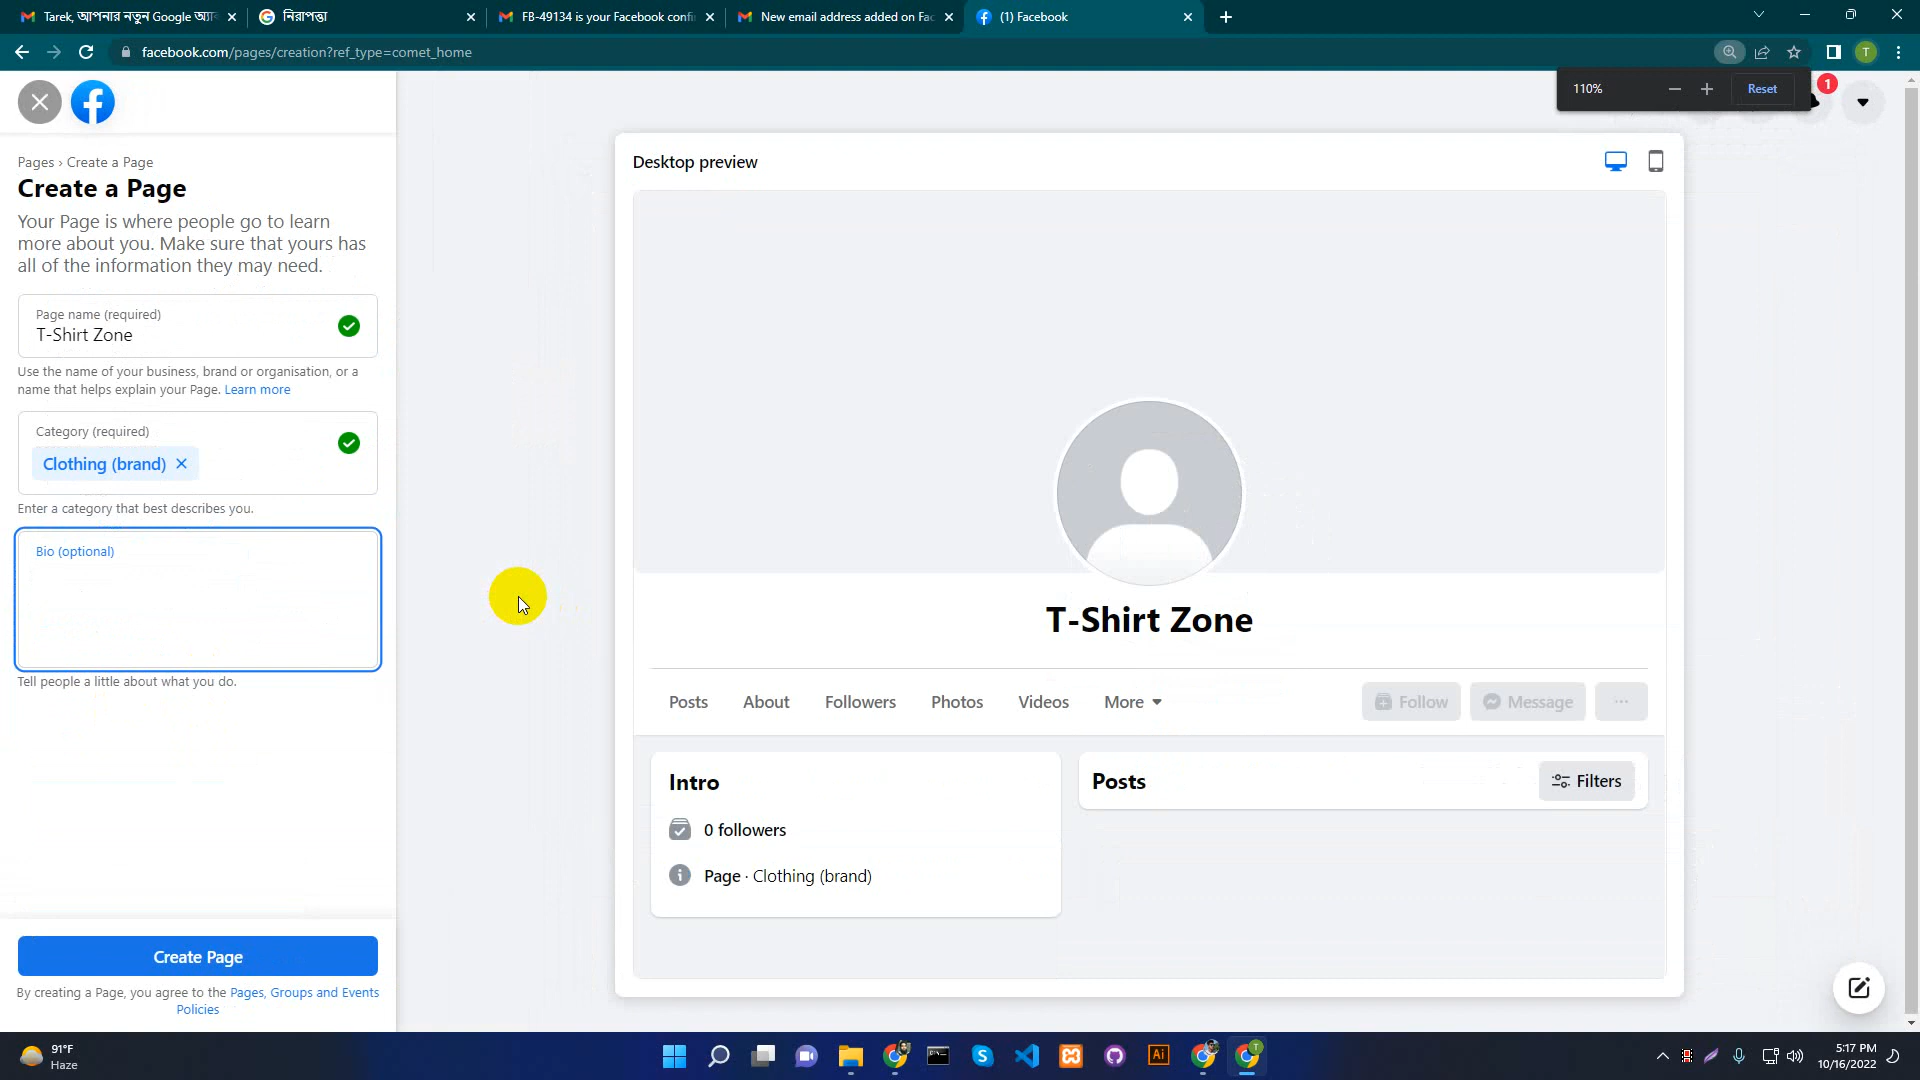 Tarek, আপনার নতুন Google অ্যা
নিরাপত্তা
FB-49134 is your Facebook confi
New email address added on Fac
(1) Facebook
facebook.com/pages/creation?ref_type=comet_home
T
110%
Reset
1
Pages › Create a Page
Create a Page
Your Page is where people go to learn
more about you. Make sure that yours has
all of the information they may need.
Page name (required)
T-Shirt Zone
Use the name of your business, brand or organisation, or a
name that helps explain your Page. Learn more
Category (required)
Clothing (brand)
Enter a category that best describes you.
Bio (optional)
Tell people a little about what you do.
Create Page
By creating a Page, you agree to the Pages, Groups and Events
Policies
Desktop preview
T-Shirt Zone
Posts
About
Followers
Photos
Videos
More
Follow
Message
Intro
0 followers
Page · Clothing (brand)
Posts
Filters
91°F
Haze
S
Ai
T
5:17 PM
10/16/2022